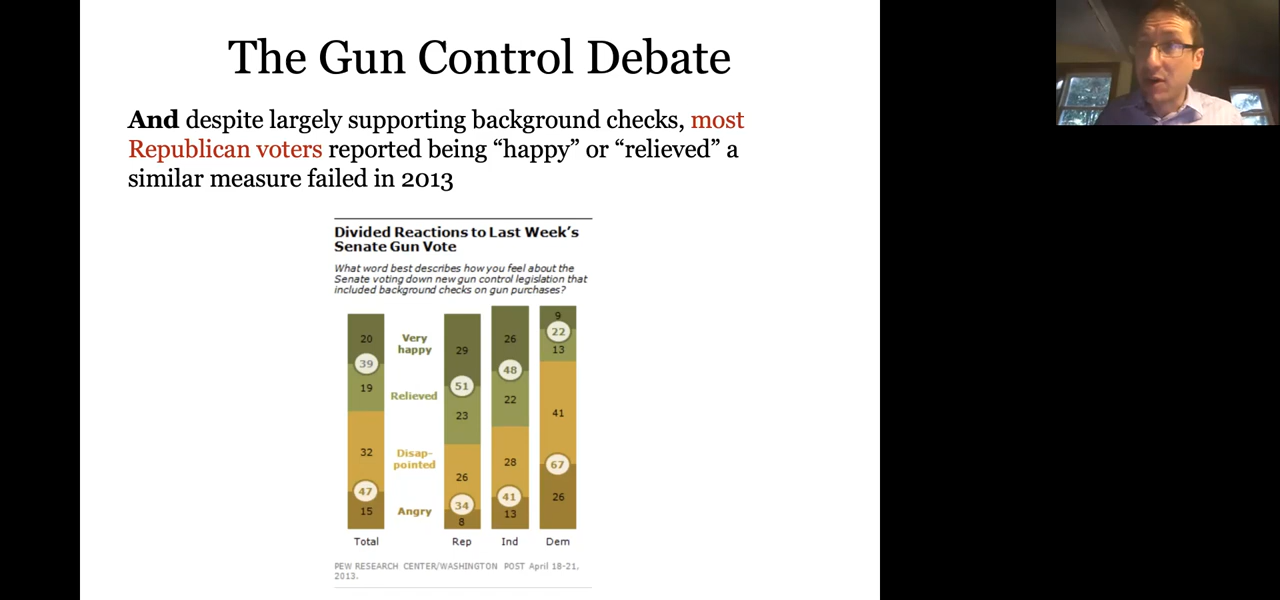 The Gun Control Debate
And despite largely supporting background checks, most
Republican voters reported being “happy” or “relieved” a
similar measure failed in 2013
Divided Reactions to Last Week's
Senate Gun Vote
What word best describes how you feel about the
Senate voting down new gun control legislation that
included background checks on gun purchases?
20
39
19
32
47
15
Very
happy
Relieved
Disap-
pointed
Angry
29
51
23
26
34
8
26
48
22
28
41
13
9
22
13
41
67
26
Total
Rep
Ind
Dem
PEW RESEARCH CENTER/WASHINGTON POST April 18-21,
2013.